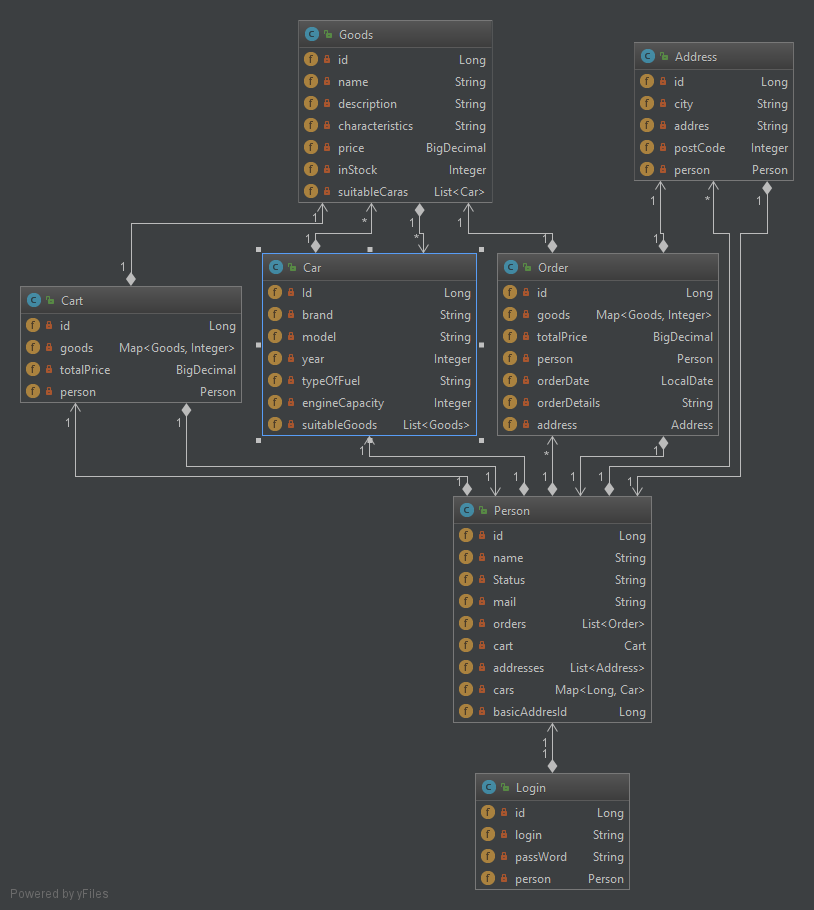 Goods
id Long
name String
description String
characteristics String
price BigDecimal
inStock Integer
suitableCaras List<Car>
Address
id Long
city String
addres String
postCode Integer
person Person
1 * 1 * 1 1 * 1
1 1 1 1 1
Car
Id Long
brand String
model String
year Integer
typeOfFuel String
engineCapacity Integer
suitableGoods List<Goods>
Order
id Long
goods Map<Goods, Integer>
totalPrice BigDecimal
person Person
orderDate LocalDate
orderDetails String
address Address
Cart
id Long
goods Map<Goods, Integer>
totalPrice BigDecimal
person Person
1 1 1 * 1
1 1 1 1 1 1 1
Person
id Long
name String
Status String
mail String
orders List<Order>
cart Cart
addresses List<Address>
cars Map<Long, Car>
basicAddresId Long
1
1
Login
id Long
login String
passWord String
person Person
Powered by yFiles